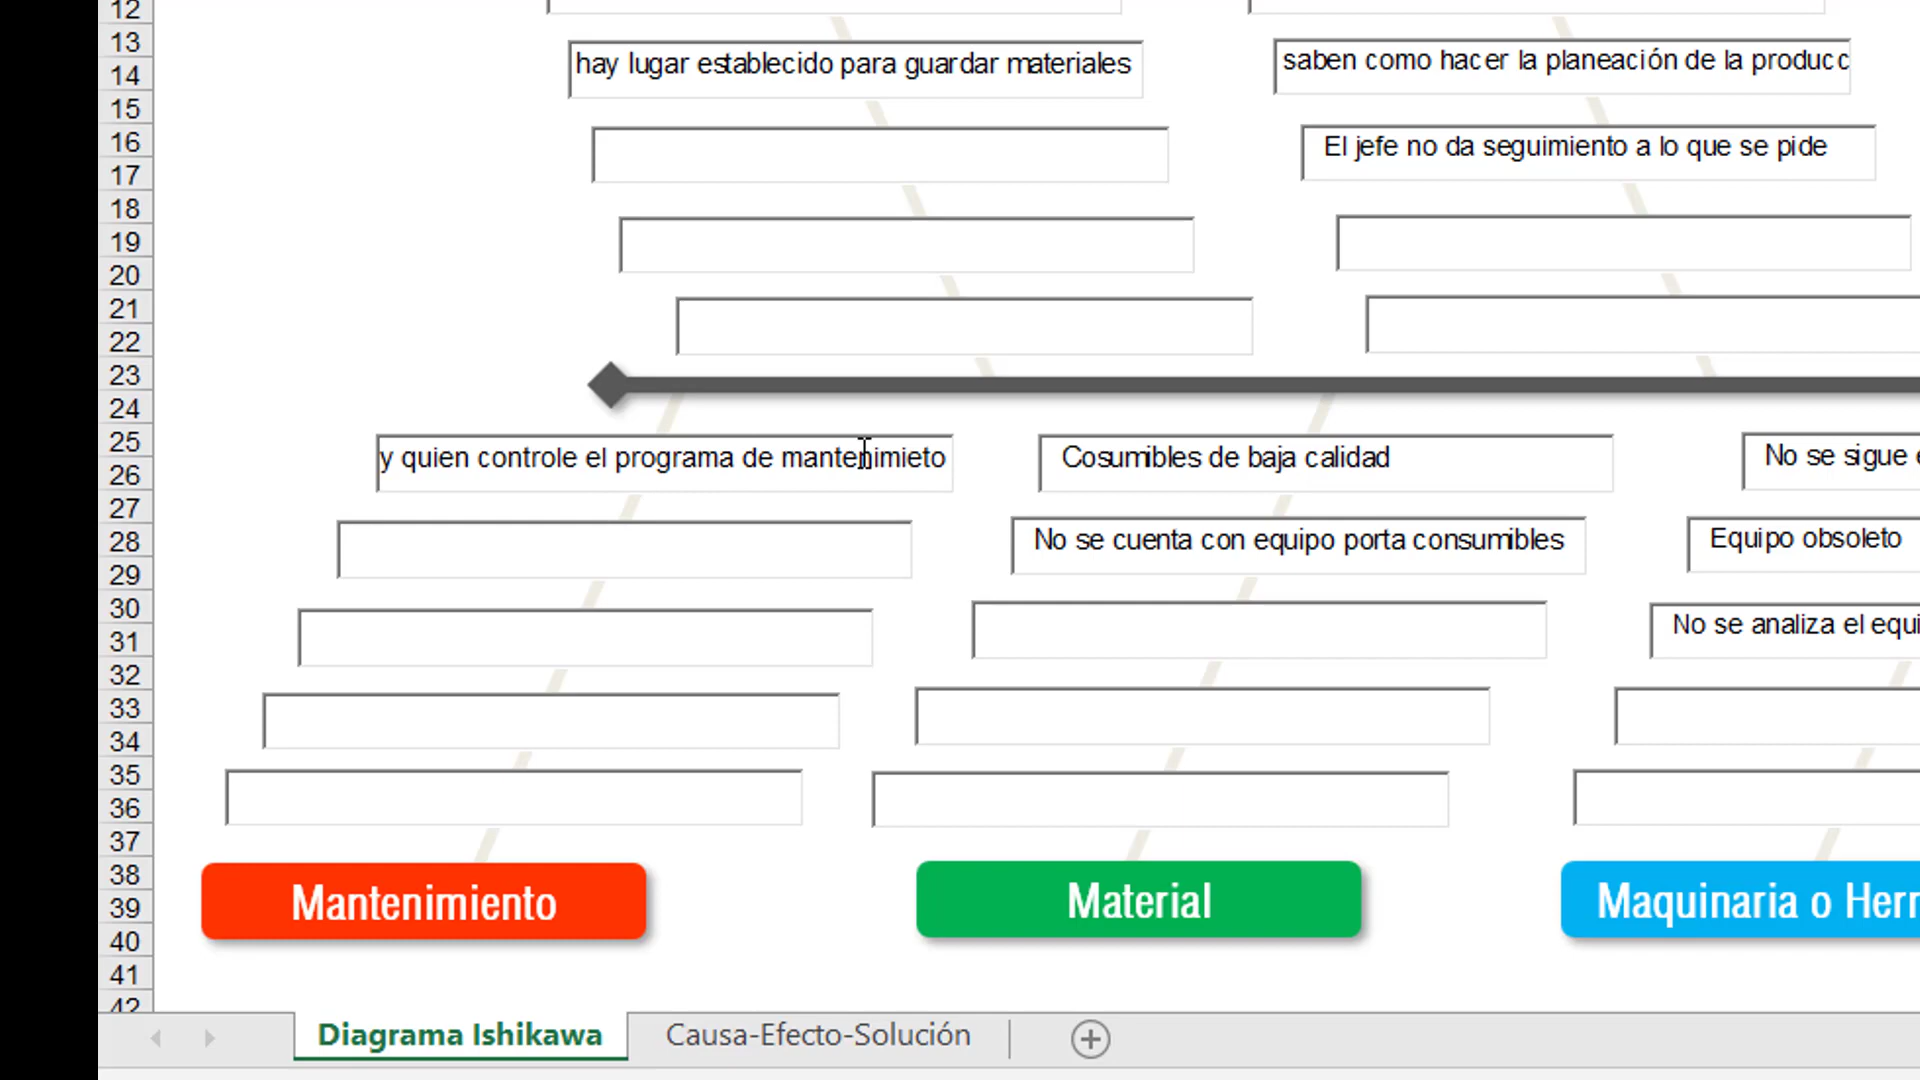 12
13
14
15
16
17
18
19
20
21
22
23
24
25
26
27
28
29
30
31
32
33
34
35
36
37
38
39
40
41
42
hay lugar establecido para guardar materiales
saben como hacer la planeación de la producc
El jefe no da seguimiento a lo que se pide
y quien controle el programa de mantenimieto
Cosumibles de baja calidad
No se sigue
No se cuenta con equipo porta consumibles
Equipo obsoleto
No se analiza el equi
Mantenimiento
Material
Maquinaria o Herr
Diagrama Ishikawa
Causa-Efecto-Solución